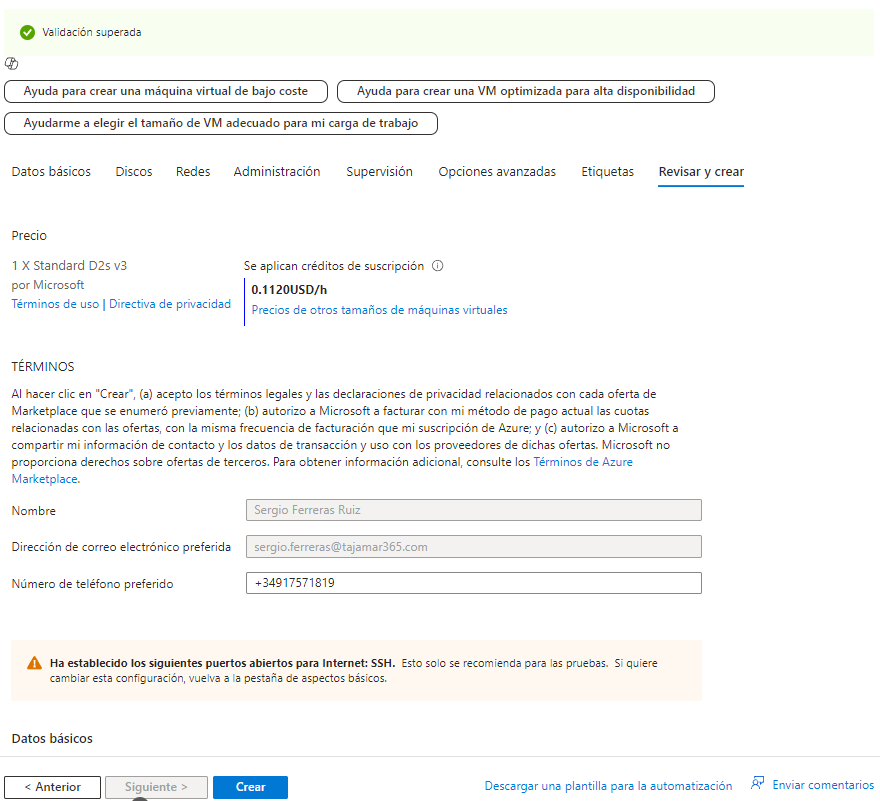 Validación superada
Ayuda para crear una máquina virtual de bajo coste
Ayuda para crear una VM optimizada para alta disponibilidad
Ayudarme a elegir el tamaño de VM adecuado para mi carga de trabajo
Datos básicos Discos Redes Administración Supervisión Opciones avanzadas Etiquetas Revisar y crear
Precio
1 X Standard D2s v3
por Microsoft
Términos de uso | Directiva de privacidad
Se aplican créditos de suscripción
0.1120USD/h
Precios de otros tamaños de máquinas virtuales
TÉRMINOS
Al hacer clic en "Crear", (a) acepto los términos legales y las declaraciones de privacidad relacionados con cada oferta de
Marketplace que se enumeró previamente; (b) autorizo a Microsoft a facturar con mi método de pago actual las cuotas
relacionadas con las ofertas, con la misma frecuencia de facturación que mi suscripción de Azure; y (c) autorizo a Microsoft a
compartir mi información de contacto y los datos de transacción y uso con los proveedores de dichas ofertas. Microsoft no
proporciona derechos sobre ofertas de terceros. Para obtener información adicional, consulte los Términos de Azure
Marketplace.
Nombre Sergio Ferreras Ruiz
Dirección de correo electrónico preferida sergio.ferreras@tajamar365.com
Número de teléfono preferido +34917571819
Ha establecido los siguientes puertos abiertos para Internet: SSH. Esto solo se recomienda para las pruebas. Si quiere
cambiar esta configuración, vuelva a la pestaña de aspectos básicos.
Datos básicos
< Anterior Siguiente > Crear Descargar una plantilla para la automatización Enviar comentarios